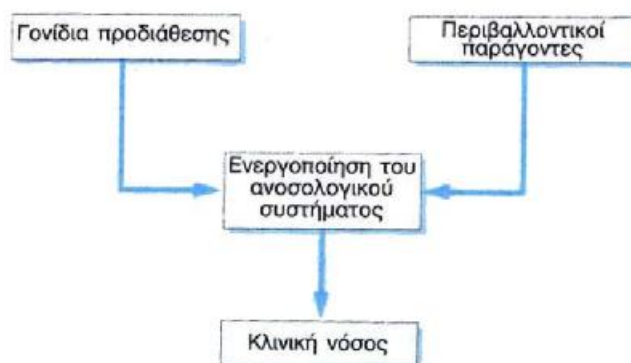 Γονίδια προδιάθεσης
Περιβαλλοντικοί
παράγοντες
Ενεργοποίηση του
ανοσολογικού
συστήματος
Κλινική νόσος